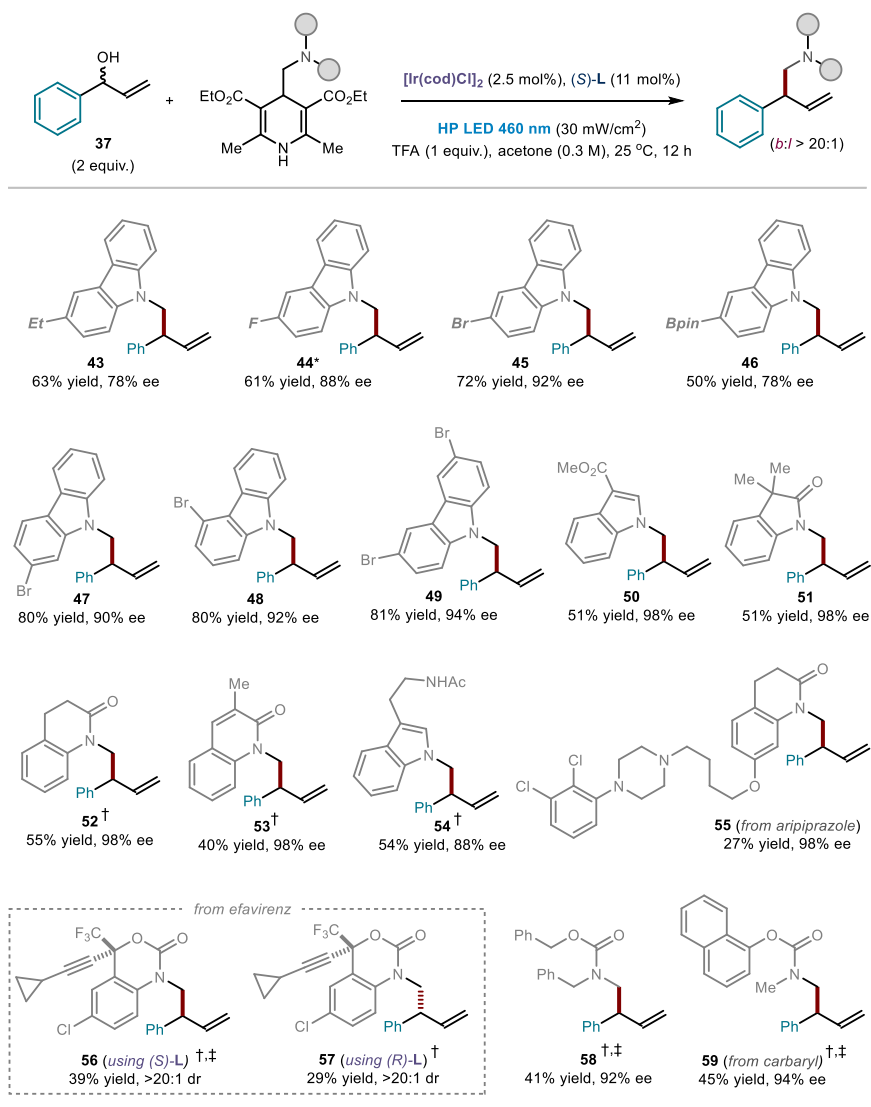 OH
37
(2 equiv.)
+
N
EtO₂C
CO₂Et
Me
N
H
Me
[Ir(cod)Cl]₂ (2.5 mol%), (S)-L (11 mol%)
HP LED 460 nm (30 mW/cm²)
TFA (1 equiv.), acetone (0.3 M), 25 °C, 12 h
N
(b:l > 20:1)
Et
N
Ph
43
63% yield, 78% ee
F
N
Ph
44*
61% yield, 88% ee
Br
N
Ph
45
72% yield, 92% ee
Bpin
N
Ph
46
50% yield, 78% ee
N
Br
Ph
47
80% yield, 90% ee
Br
N
Ph
48
80% yield, 92% ee
Br
Br
N
Ph
49
81% yield, 94% ee
MeO₂C
N
Ph
50
51% yield, 98% ee
Me
Me
O
N
Ph
51
51% yield, 98% ee
O
N
Ph
52†
55% yield, 98% ee
Me
O
N
Ph
53†
40% yield, 98% ee
NHAc
N
Ph
54†
54% yield, 88% ee
Cl
Cl
N
N
O
O
N
Ph
55 (from aripiprazole)
27% yield, 98% ee
from efavirenz
F₃C
O
O
N
Cl
Ph
56 (using (S)-L) †,‡
39% yield, >20:1 dr
F₃C
O
O
N
Cl
Ph
57 (using (R)-L) †
29% yield, >20:1 dr
Ph
O
O
Ph
N
Ph
58 †,‡
41% yield, 92% ee
O
O
N
Me
Ph
59 (from carbaryl) †,‡
45% yield, 94% ee